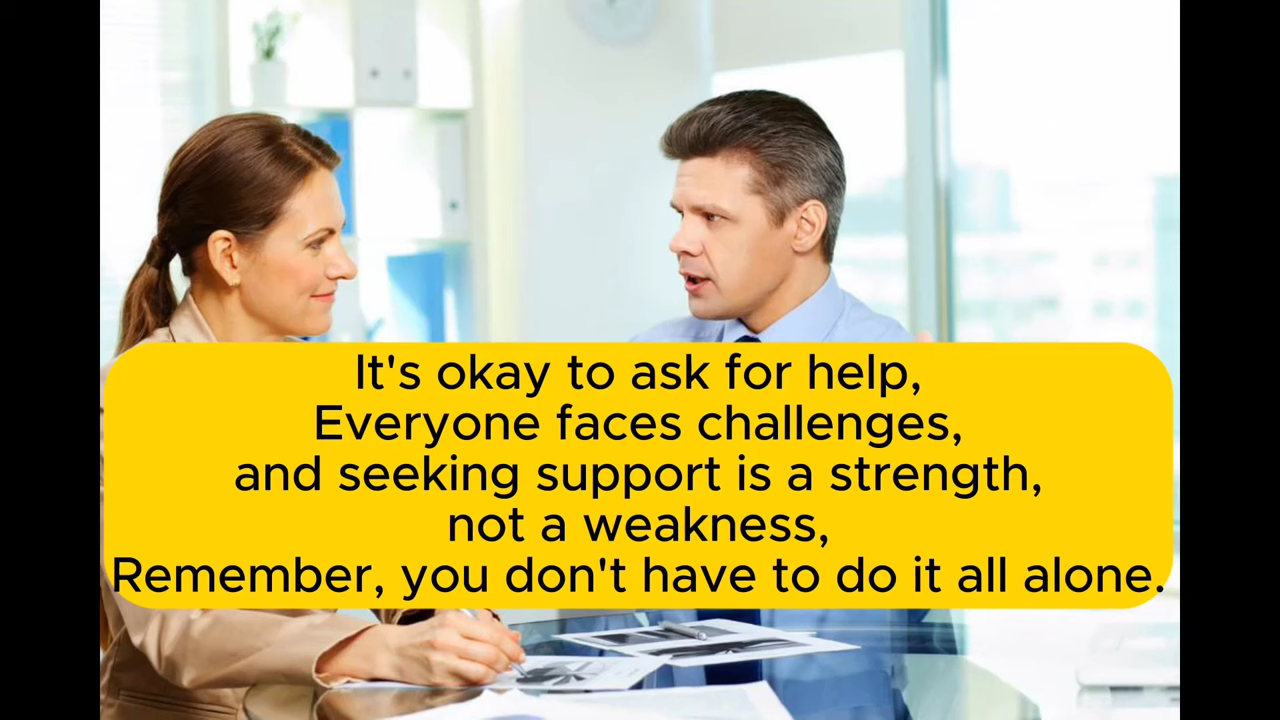 It's okay to ask for help,
Everyone faces challenges,
and seeking support is a strength,
not a weakness,
Remember, you don't have to do it all alone.